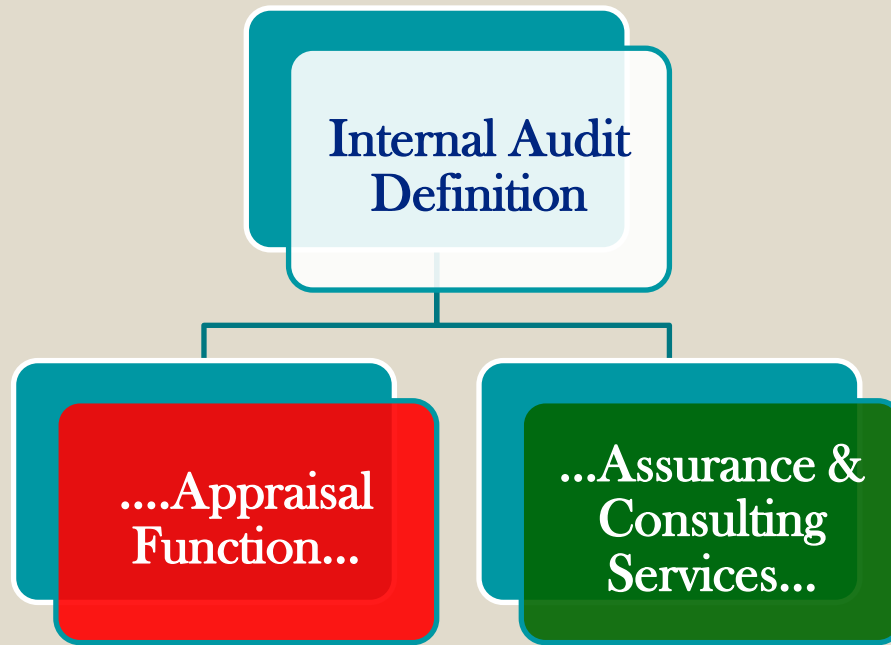 Internal Audit
Definition
....Appraisal
Function...
...Assurance &
Consulting
Services...